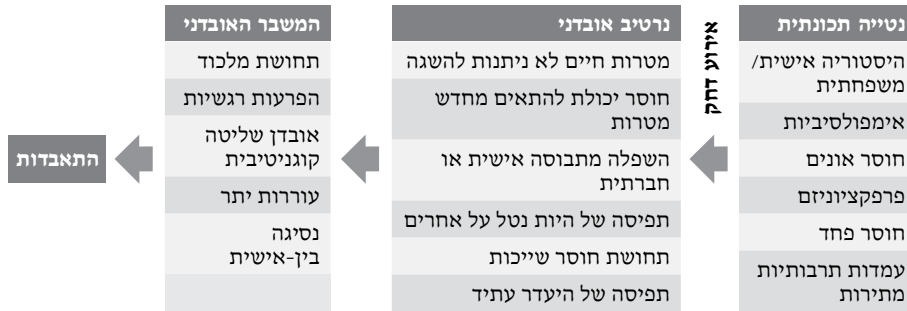 נטייה תכונתית
היסטוריה אישית/
משפחתית
אימפולסיביות
חוסר אונים
פרפקציוניזם
חוסר פחד
עמדות תרבותיות
מתירות
אירוע דחק
נרטיב אובדני
מטרות חיים לא ניתנות להשגה
חוסר יכולת להתאים מחדש
מטרות
השפלה מתבוסה אישית או
חברתית
תפיסה של היות נטל על אחרים
תחושת חוסר שייכות
תפיסה של היעדר עתיד
המשבר האובדני
תחושת מלכוד
הפרעות רגשיות
אובדן שליטה
קוגניטיבית
עוררות יתר
נסיגה
בין-אישית
התאבדות